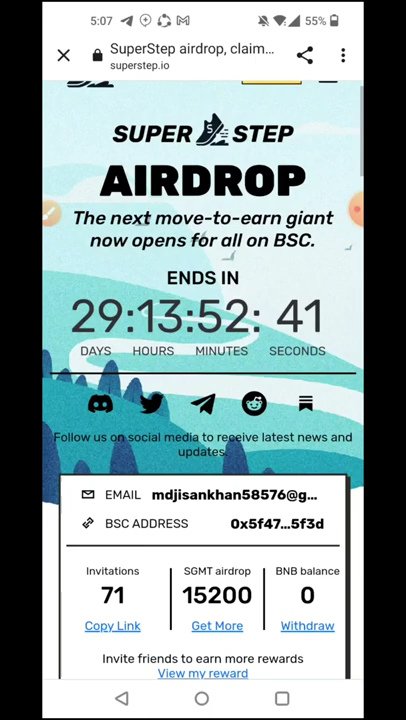 5:07
55%
SuperStep airdrop, claim...
superstep.io
SUPER STEP
AIRDROP
The next move-to-earn giant
now opens for all on BSC.
ENDS IN
29:13:52: 41
DAYS HOURS MINUTES SECONDS
Follow us on social media to receive latest news and
updates.
EMAIL mdjisankhan58576@g...
BSC ADDRESS 0x5f47...5f3d
Invitations SGMT airdrop BNB balance
71 15200 0
Copy Link Get More Withdraw
Invite friends to earn more rewards
View my reward